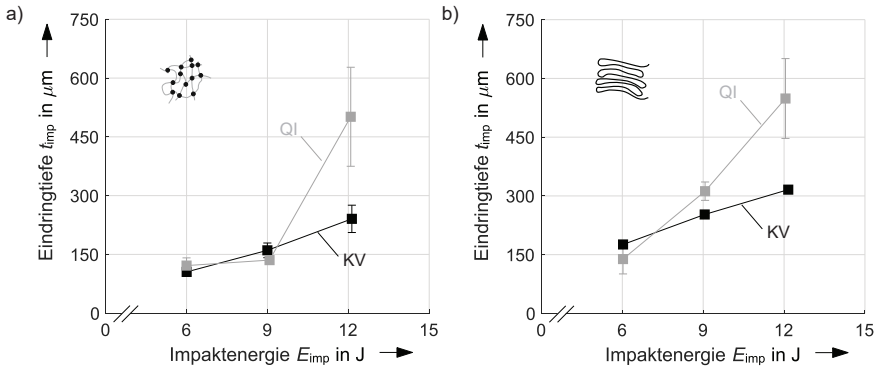 a)
Eindringtiefe timp in μm
750
600
450
300
150
0
0
6
9
12
15
QI
KV
Impaktenergie Eimp in J
b)
Eindringtiefe timp in μm
750
600
450
300
150
0
0
6
9
12
15
QI
KV
Impaktenergie Eimp in J